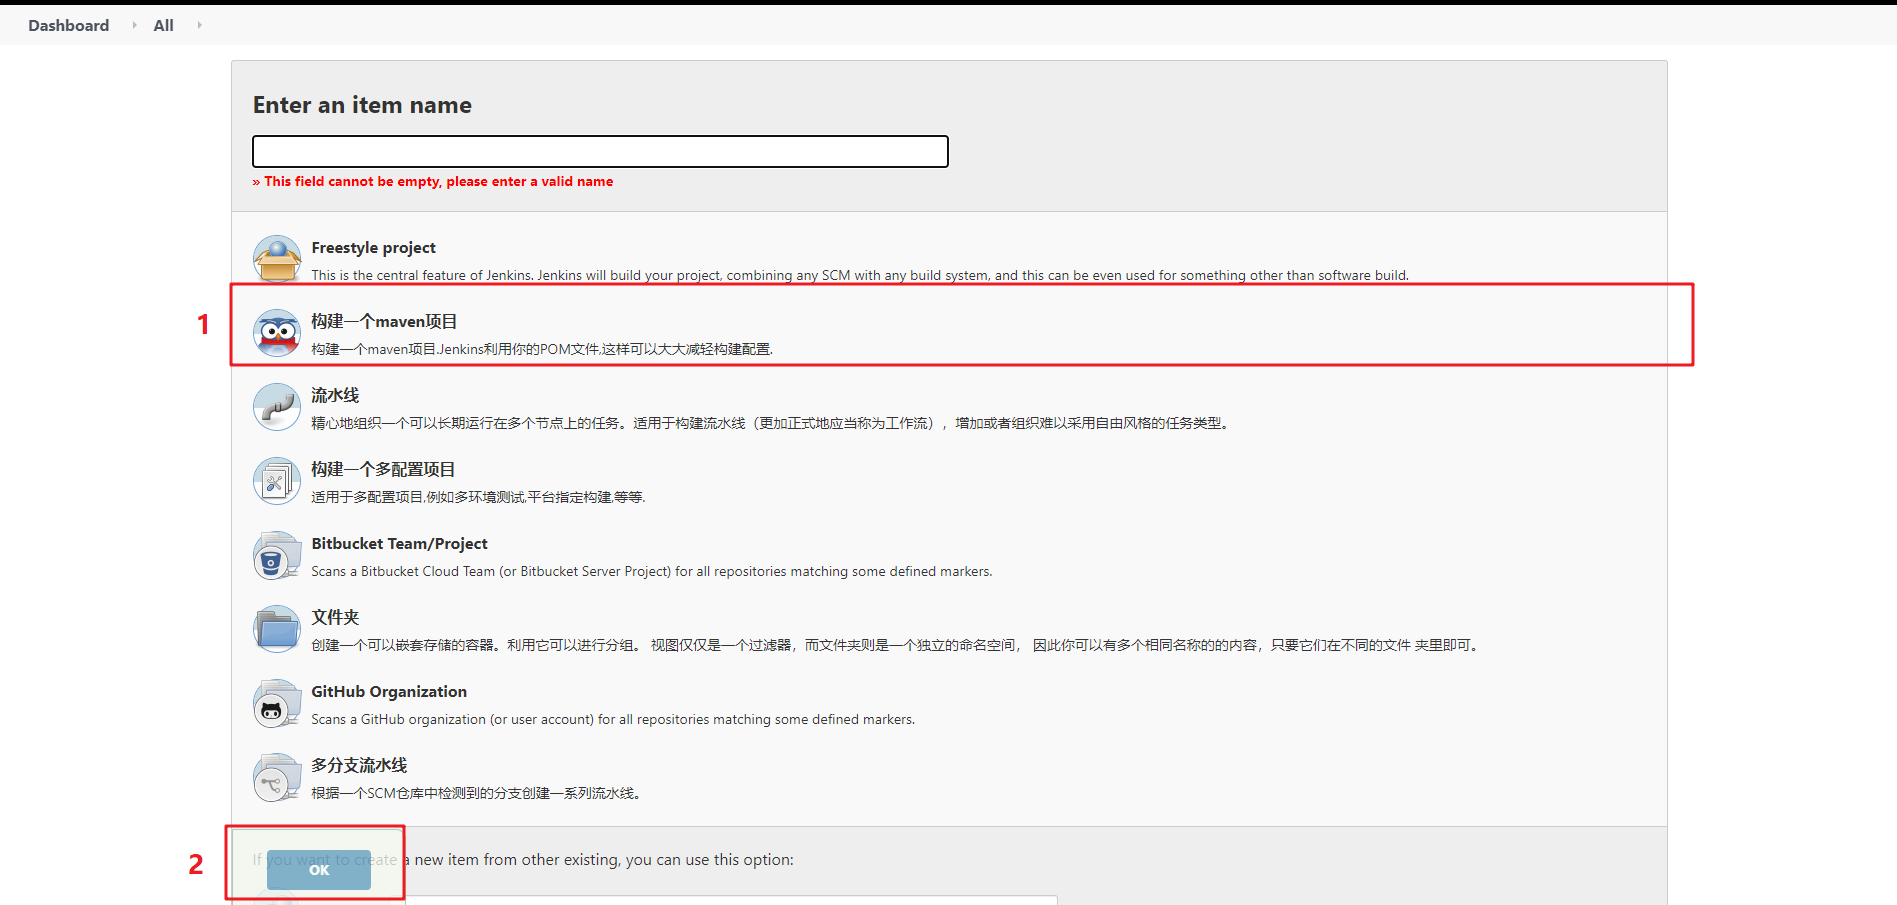 Dashboard All
Enter an item name
» This field cannot be empty, please enter a valid name
Freestyle project
This is the central feature of Jenkins. Jenkins will build your project, combining any SCM with any build system, and this can be even used for something other than software build.
1
构建一个maven项目
构建一个maven项目.Jenkins利用你的POM文件,这样可以大大减轻构建配置.
流水线
精心地组织一个可以长期运行在多个节点上的任务。适用于构建流水线（更加正式地应当称为工作流），增加或者组织难以采用自由风格的任务类型。
构建一个多配置项目
适用于多配置项目,例如多环境测试,平台指定构建,等等.
Bitbucket Team/Project
Scans a Bitbucket Cloud Team (or Bitbucket Server Project) for all repositories matching some defined markers.
文件夹
创建一个可以嵌套存储的容器。利用它可以进行分组。 视图仅仅是一个过滤器，而文件夹则是一个独立的命名空间， 因此你可以有多个相同名称的的内容，只要它们在不同的文件 夹里即可。
GitHub Organization
Scans a GitHub organization (or user account) for all repositories matching some defined markers.
多分支流水线
根据一个SCM仓库中检测到的分支创建一系列流水线。
2
If you want to create a new item from other existing, you can use this option:
OK